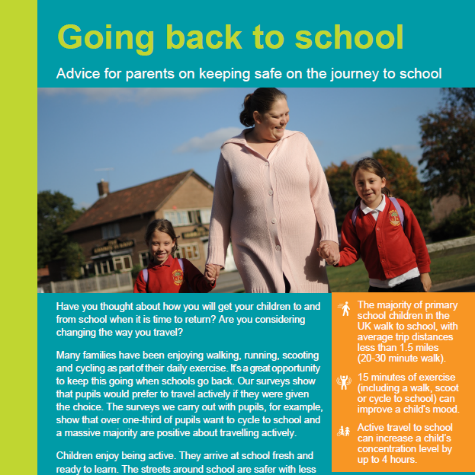 Going back to school
Advice for parents on keeping safe on the journey to school
Have you thought about how you will get your children to and
from school when it is time to return? Are you considering
changing the way you travel?
Many families have been enjoying walking, running, scooting
and cycling as part of their daily exercise. It's a great opportunity
to keep this going when schools go back. Our surveys show
that pupils would prefer to travel actively if they were given
the choice. The surveys we carry out with pupils, for example,
show that over one-third of pupils want to cycle to school and
a massive majority are positive about travelling actively.
Children enjoy being active. They arrive at school fresh and
ready to learn. The streets around school are safer with less
The majority of primary
school children in the
UK walk to school, with
average trip distances
less than 1.5 miles
(20-30 minute walk).
15 minutes of exercise
(including a walk, scoot
or cycle to school) can
improve a child's mood.
Active travel to school
can increase a child's
concentration level by
up to 4 hours.